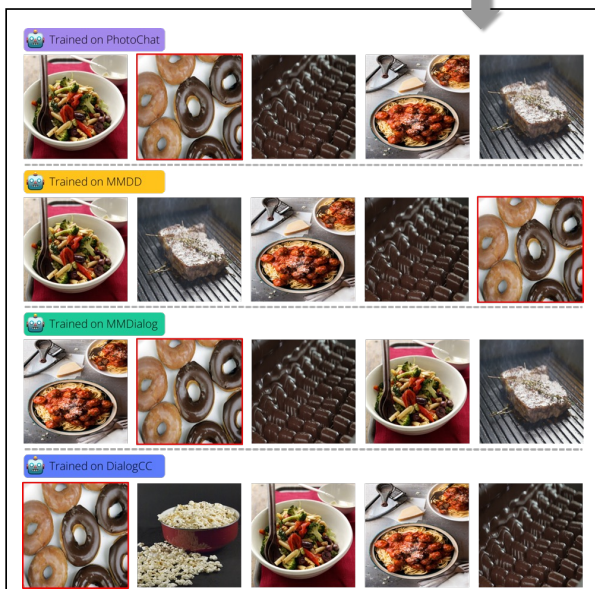 Trained on PhotoChat
Trained on MMDD
Trained on MMDialog
Trained on DialogCC